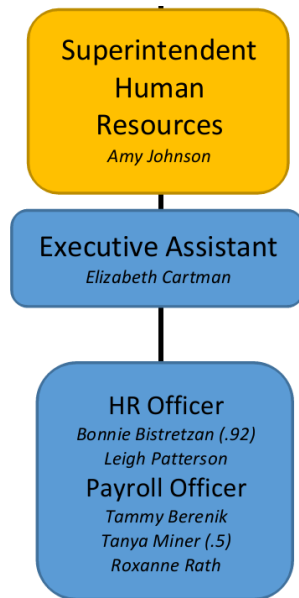 Superintendent
Human
Resources
Amy Johnson
Executive Assistant
Elizabeth Cartman
HR Officer
Bonnie Bistretzan (.92)
Leigh Patterson
Payroll Officer
Tammy Berenik
Tanya Miner (.5)
Roxanne Rath